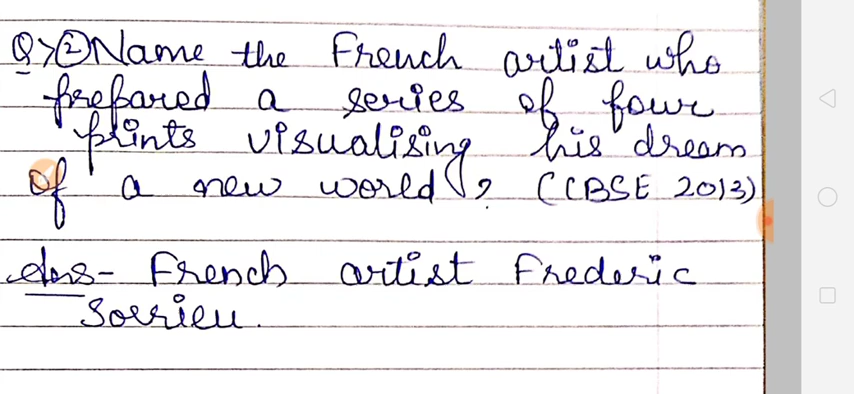 Q> ② Name the French artist who
prepared a series of four
prints visualising his dream
of a new world? (CBSE 2013)
Ans- French artist Frederic
Sorrieu.